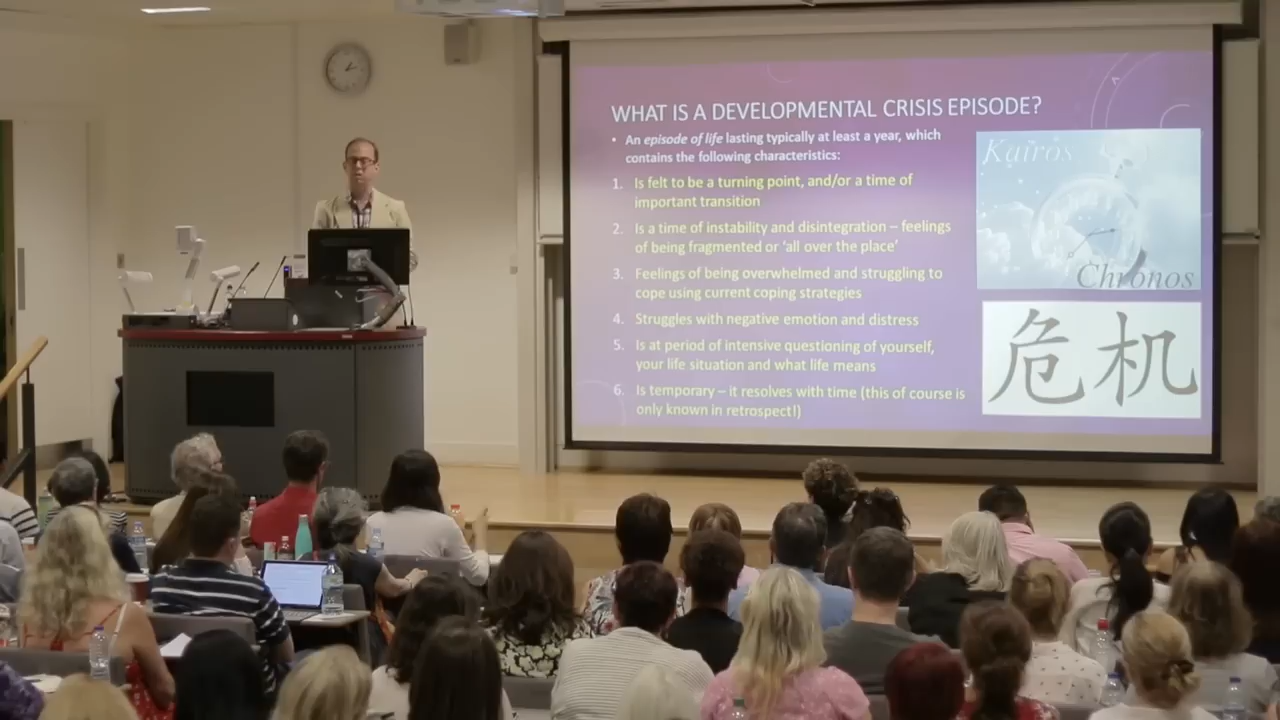 WHAT IS A DEVELOPMENTAL CRISIS EPISODE?
• An episode of life lasting typically at least a year, which
contains the following characteristics:
1. Is felt to be a turning point, and/or a time of
important transition
2. Is a time of instability and disintegration – feelings
of being fragmented or 'all over the place'
3. Feelings of being overwhelmed and struggling to
cope using current coping strategies
4. Struggles with negative emotion and distress
5. Is at period of intensive questioning of yourself,
your life situation and what life means
6. Is temporary – it resolves with time (this of course is
only known in retrospect!)
Kairos
Chronos
危机